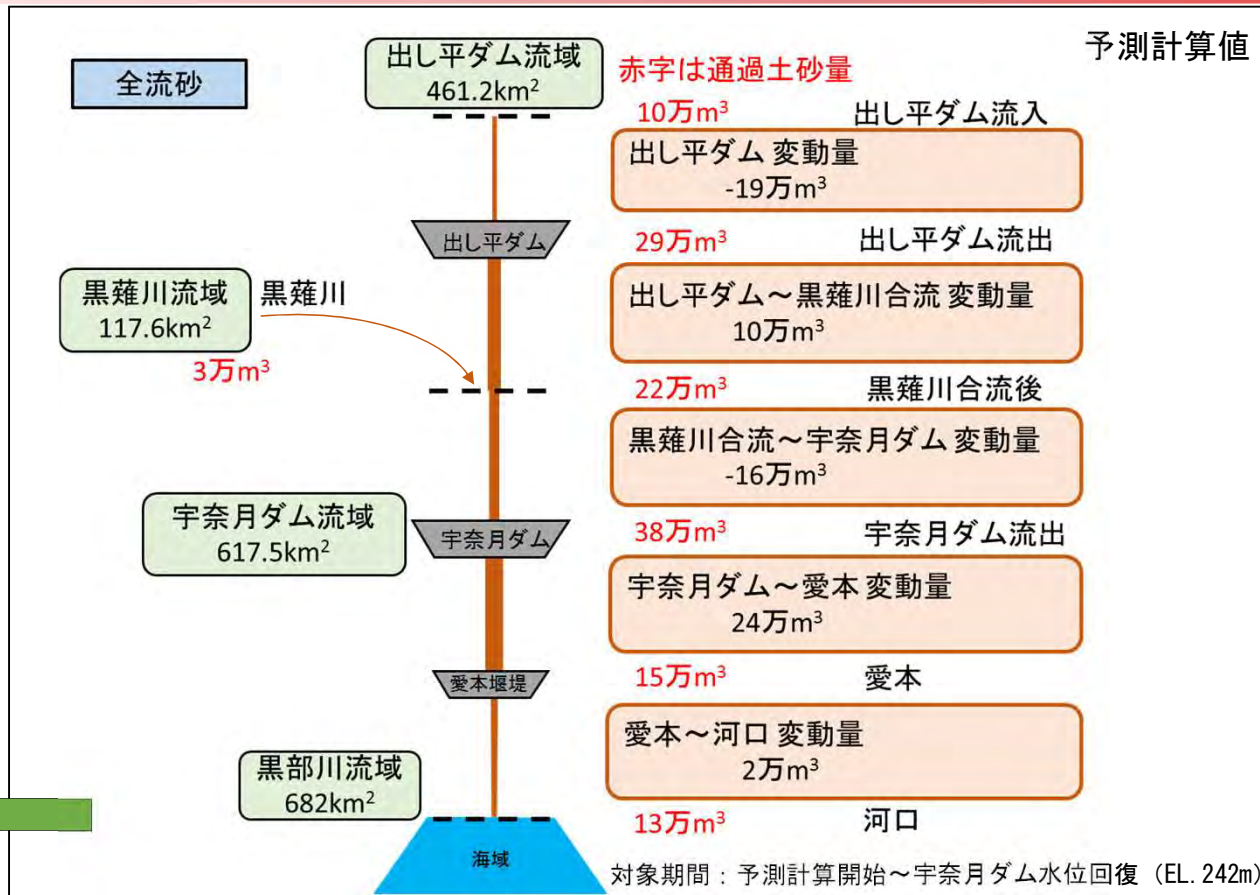 予測計算値
全流砂
出し平ダム流域
461.2km²
赤字は通過土砂量
10万m³ 出し平ダム流入
出し平ダム 変動量
-19万m³
出し平ダム
29万m³ 出し平ダム流出
黒薙川流域
117.6km²
黒薙川
3万m³
出し平ダム～黒薙川合流 変動量
10万m³
22万m³ 黒薙川合流後
黒薙川合流～宇奈月ダム 変動量
-16万m³
宇奈月ダム流域
617.5km²
宇奈月ダム
38万m³ 宇奈月ダム流出
宇奈月ダム～愛本 変動量
24万m³
愛本堰堤
15万m³ 愛本
愛本～河口 変動量
2万m³
黒部川流域
682km²
13万m³ 河口
海域
対象期間：予測計算開始～宇奈月ダム水位回復（EL.242m)